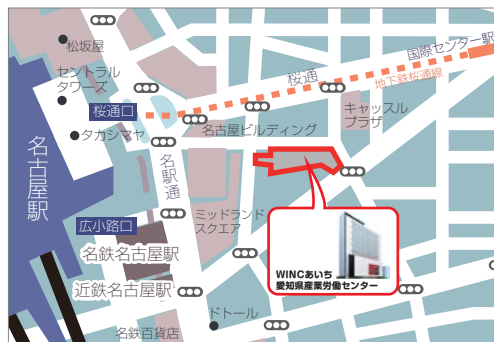 松坂屋
セントラル
タワーズ
桜通口
タカシマヤ
名古屋駅
名駅通
広小路口
名鉄名古屋駅
近鉄名古屋駅
名鉄百貨店
国際センター駅
桜通
地下鉄桜通線
キャッスル
プラザ
名古屋ビルディング
ミッドランド
スクエア
WINCあいち
愛知県産業労働センター
ドトール